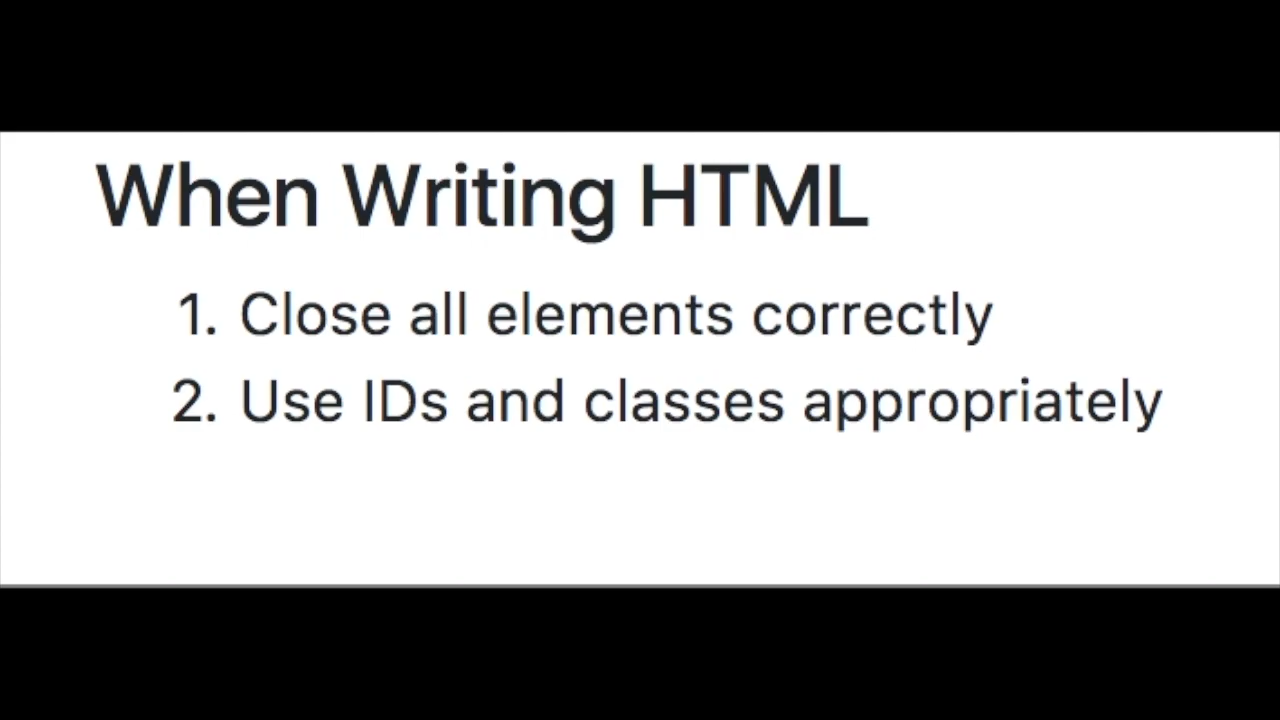 When Writing HTML
1. Close all elements correctly
2. Use IDs and classes appropriately